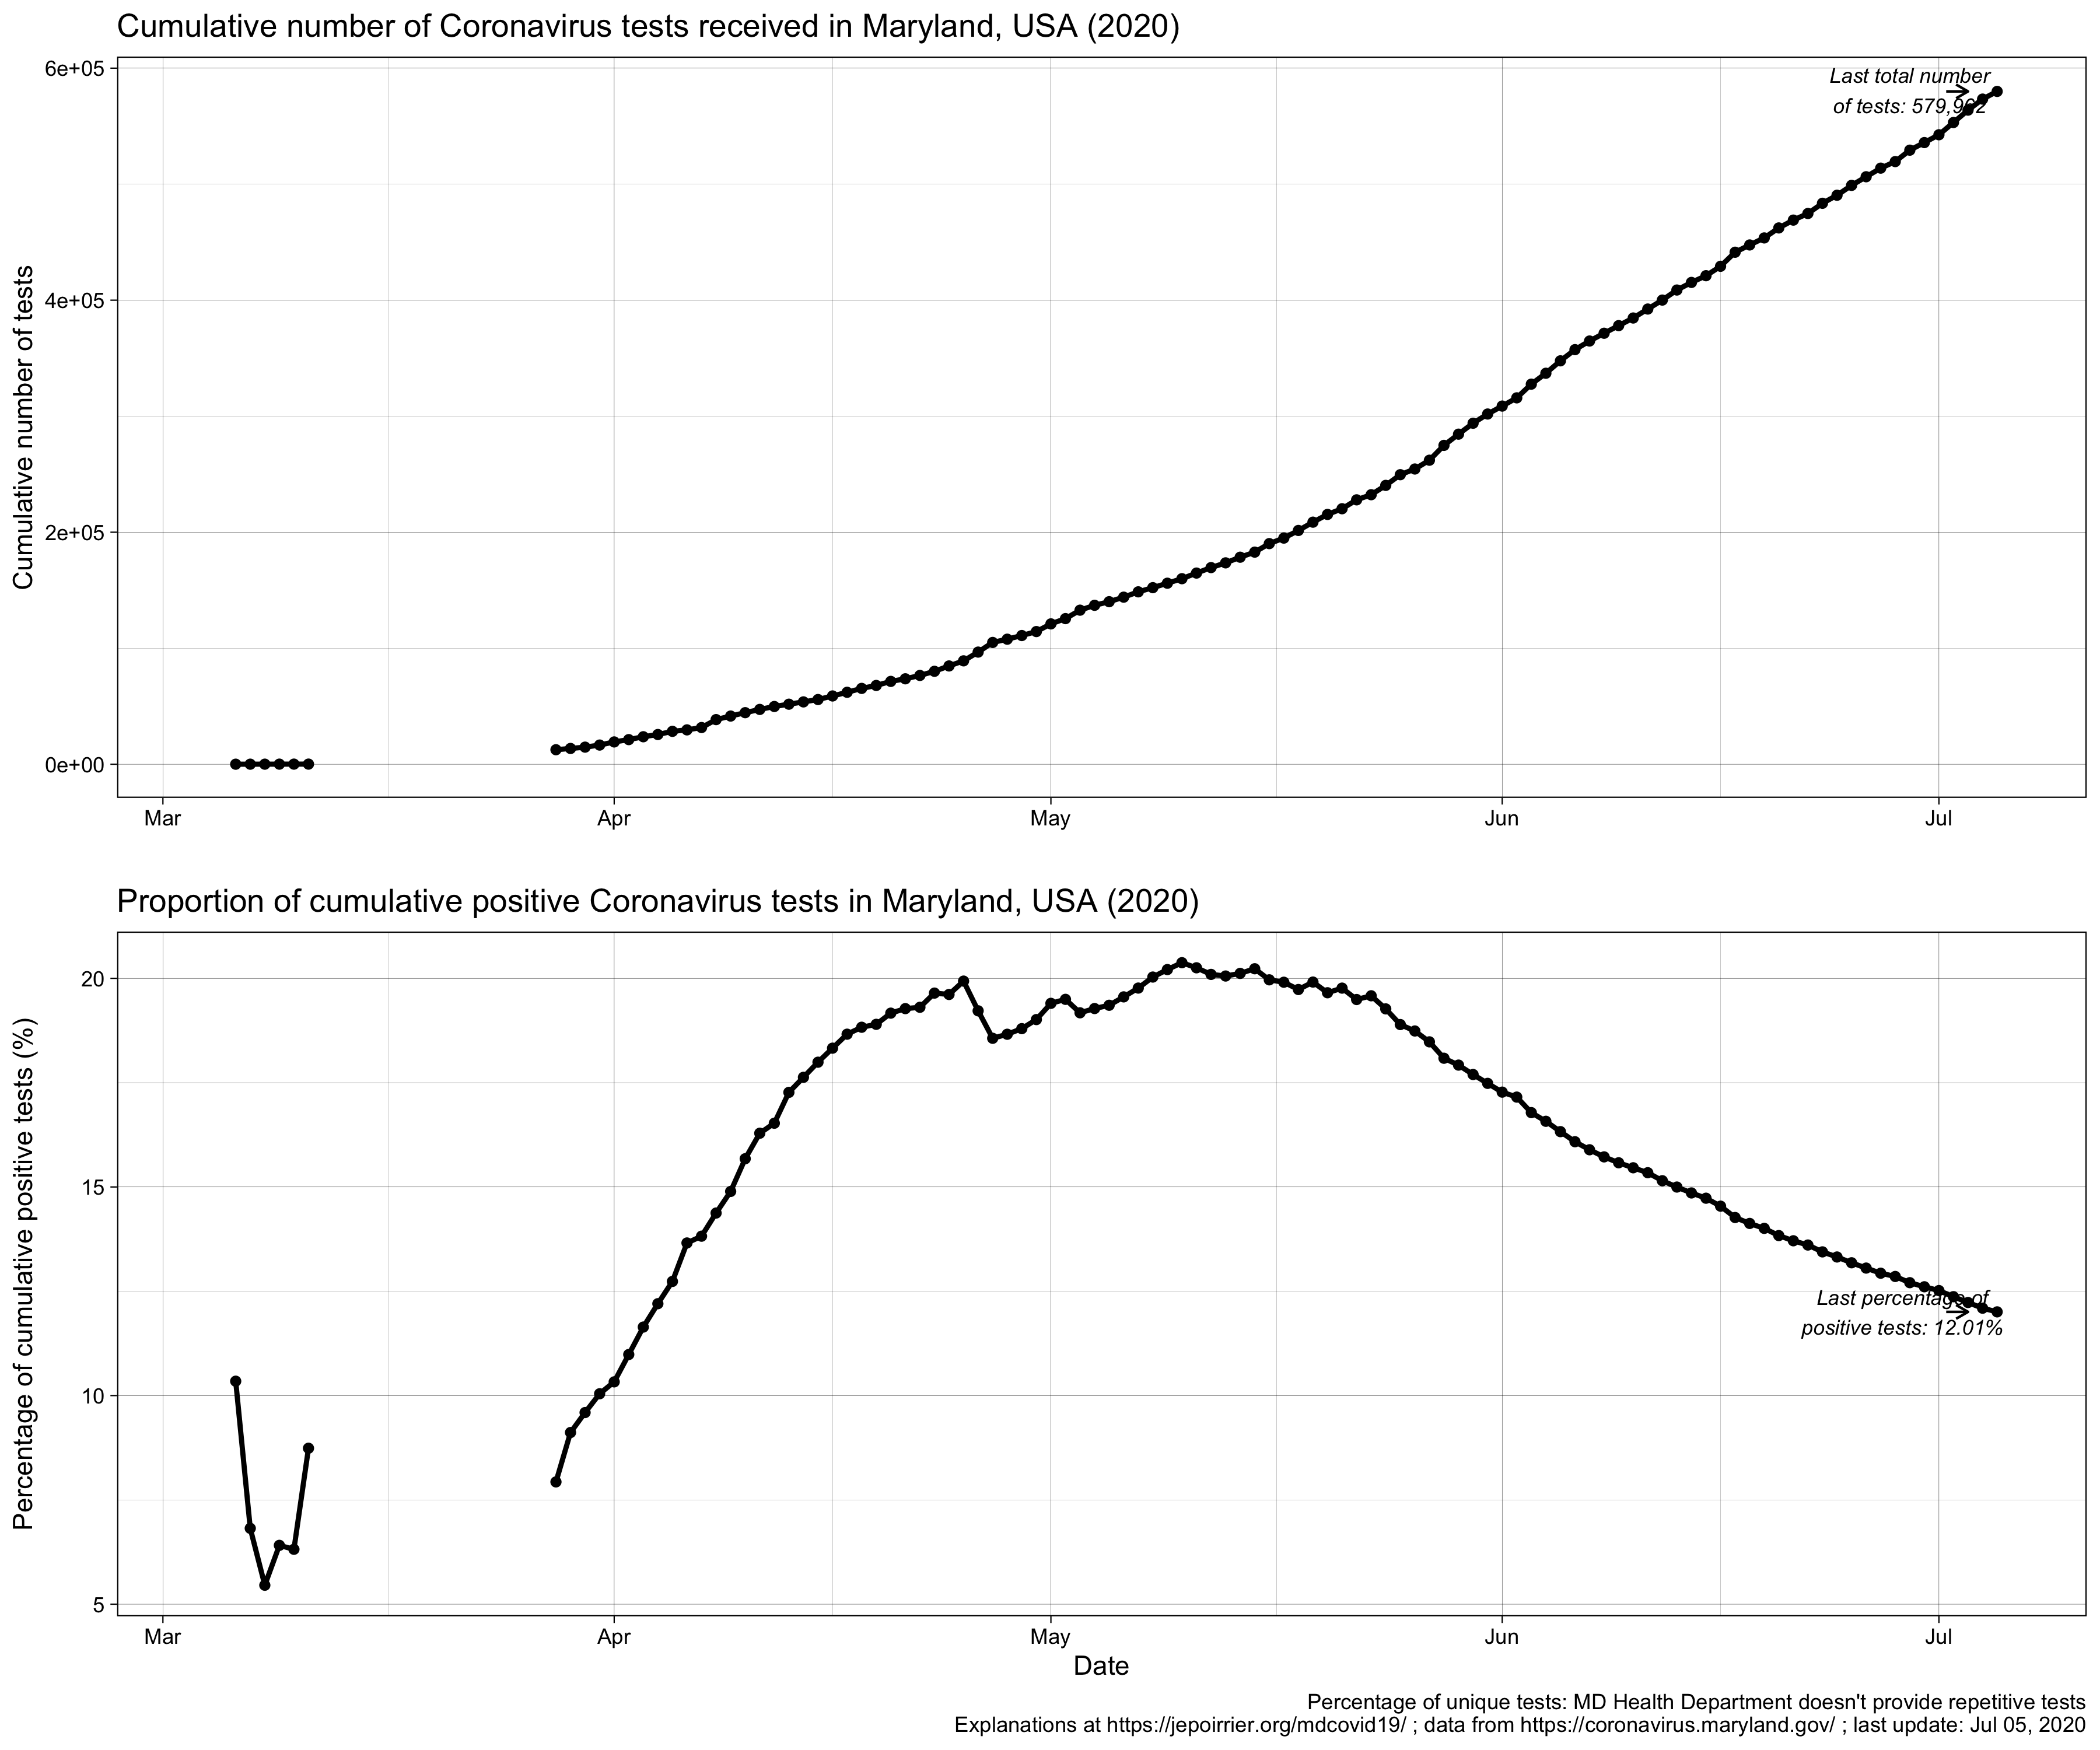 Cumulative number of Coronavirus tests received in Maryland, USA (2020)
6e+05
4e+05
2e+05
0e+00
Cumulative number of tests
Last total number
of tests: 579,962
Mar
Apr
May
Jun
Jul
Proportion of cumulative positive Coronavirus tests in Maryland, USA (2020)
20
15
10
5
Percentage of cumulative positive tests (%)
Last percentage of
positive tests: 12.01%
Mar
Apr
May
Jun
Jul
Date
Percentage of unique tests: MD Health Department doesn't provide repetitive tests
Explanations at https://jepoirrier.org/mdcovid19/ ; data from https://coronavirus.maryland.gov/ ; last update: Jul 05, 2020